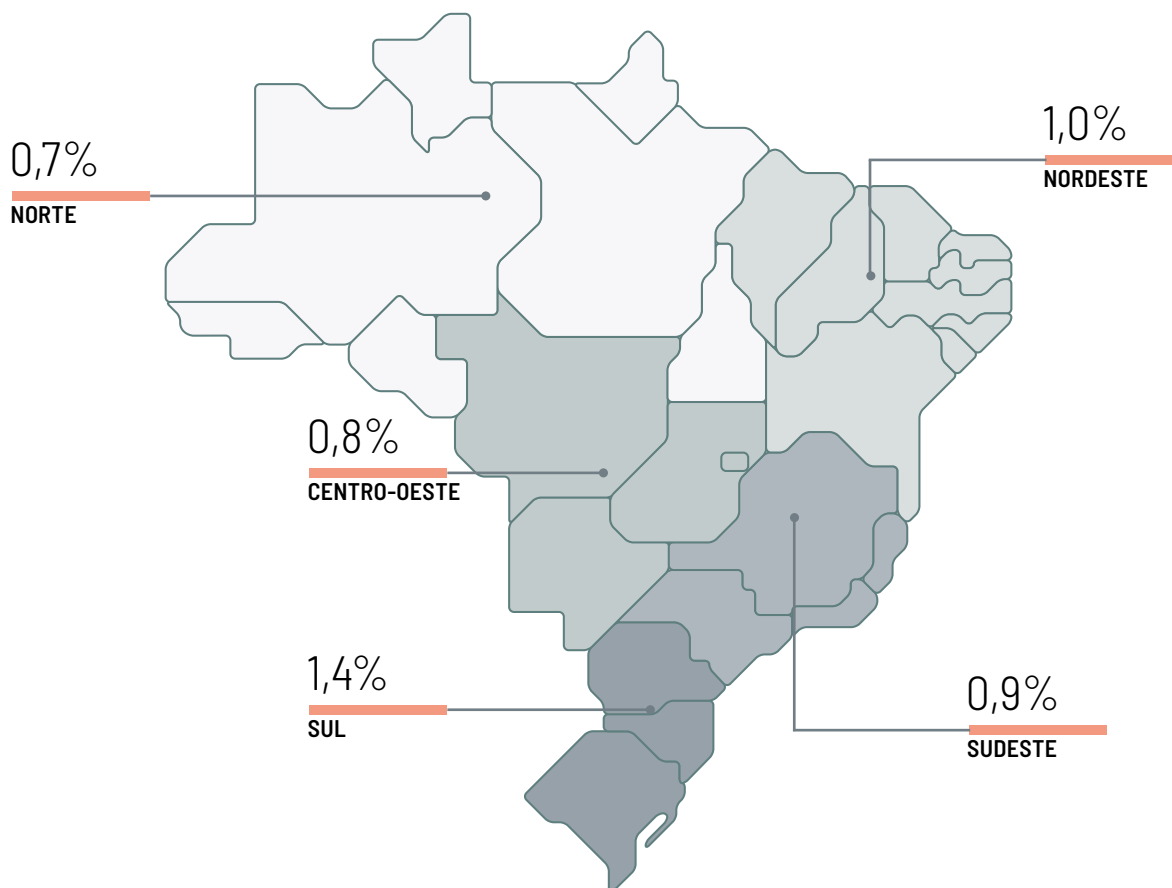 1,0%
NORDESTE
0,7%
NORTE
0,8%
CENTRO-OESTE
1,4%
SUL
0,9%
SUDESTE